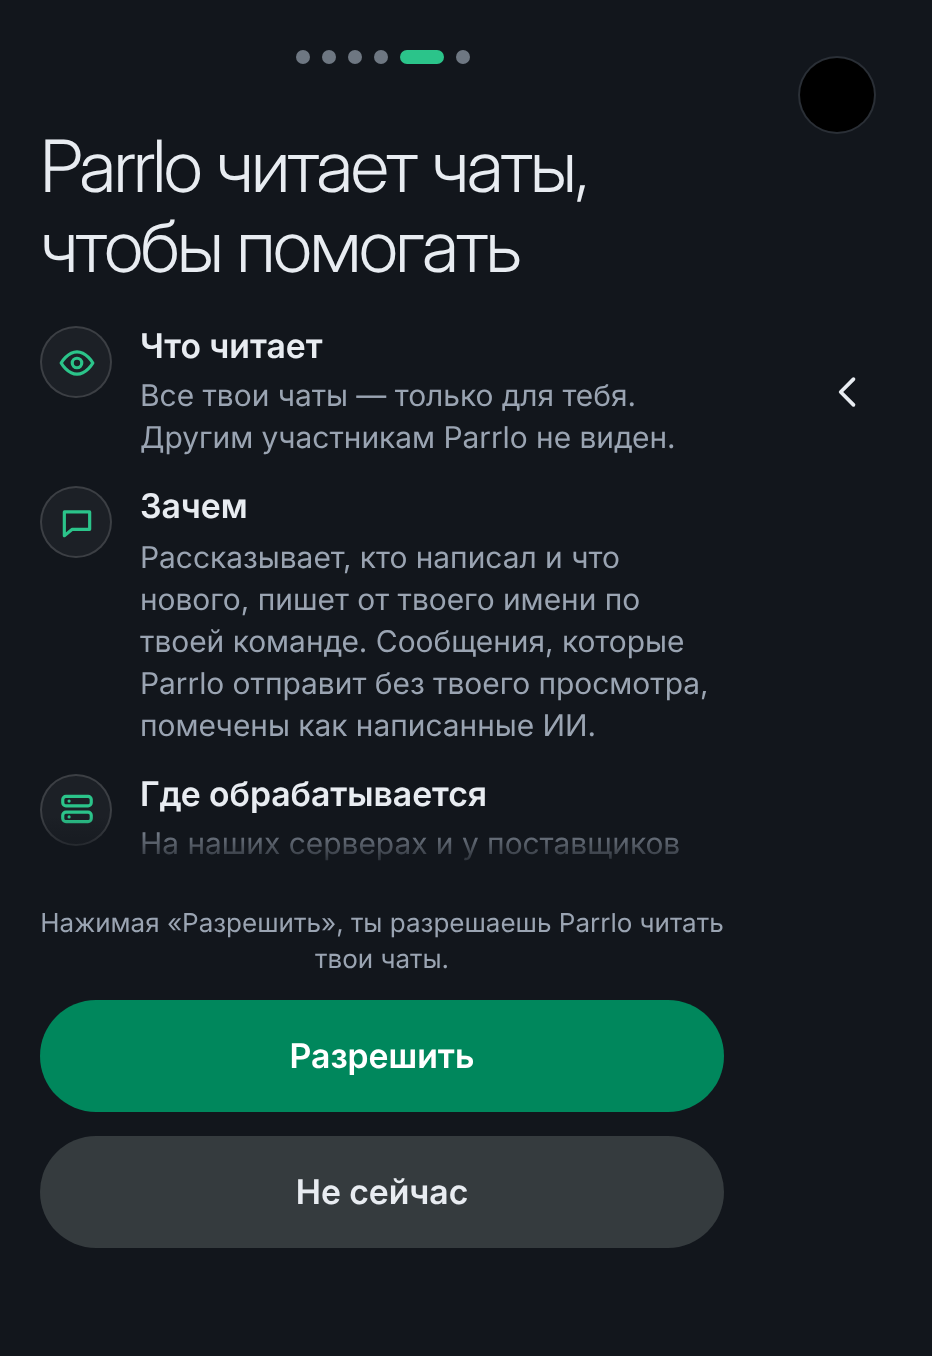 Parrlo читает чаты,
чтобы помогать
Что читает
Все твои чаты — только для тебя.
Другим участникам Parrlo не виден.
Зачем
Рассказывает, кто написал и что
нового, пишет от твоего имени по
твоей команде. Сообщения, которые
Parrlo отправит без твоего просмотра,
помечены как написанные ИИ.
Где обрабатывается
На наших серверах и у поставщиков
Нажимая «Разрешить», ты разрешаешь Parrlo читать
твои чаты.
Разрешить
Не сейчас